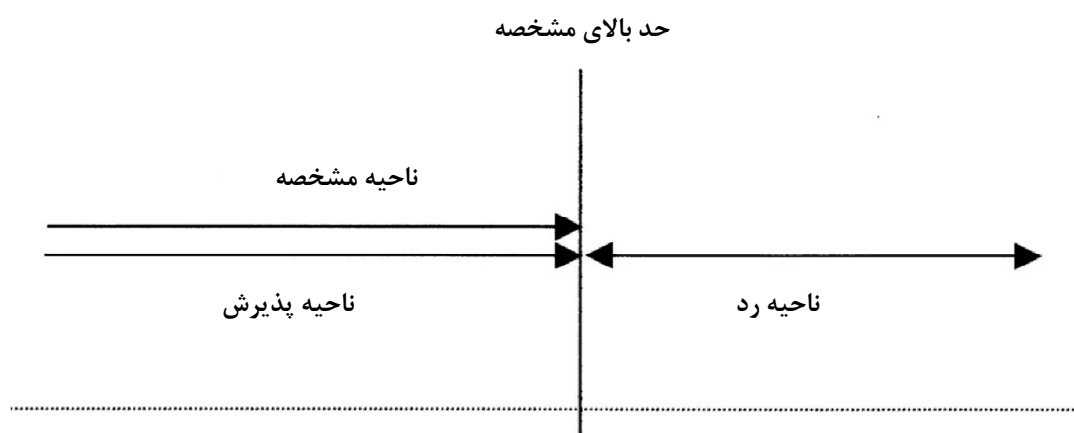 حد بالای مشخصه
ناحیه مشخصه
ناحیه پذیرش
ناحیه رد